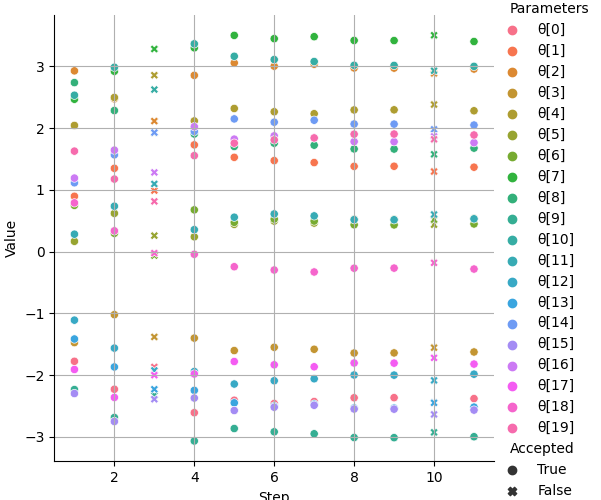 Parameters
θ[0]
θ[1]
θ[2]
θ[3]
θ[4]
θ[5]
θ[6]
θ[7]
θ[8]
θ[9]
θ[10]
θ[11]
θ[12]
θ[13]
θ[14]
θ[15]
θ[16]
θ[17]
θ[18]
θ[19]
Accepted
True
False
Value
3
2
1
0
−1
−2
−3
2 4 6 8 10
Step